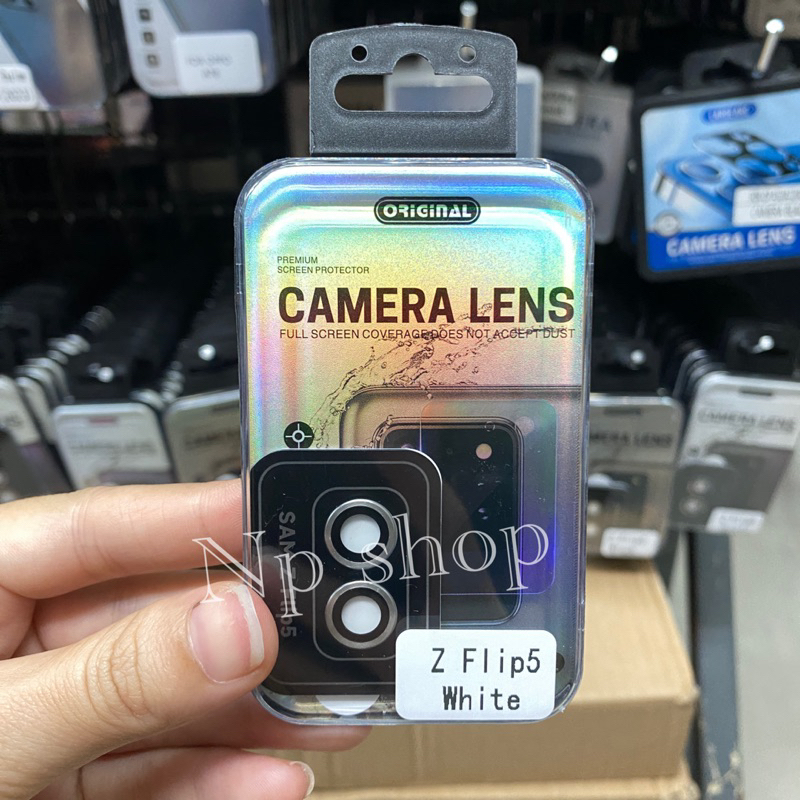 ORIGINAL
PREMIUM
SCREEN PROTECTOR
CAMERA LENS
FULL SCREEN COVERAGE DOES NOT ACCEPT DUST
Np shop
Z Flip5
White
CAMERA LENS